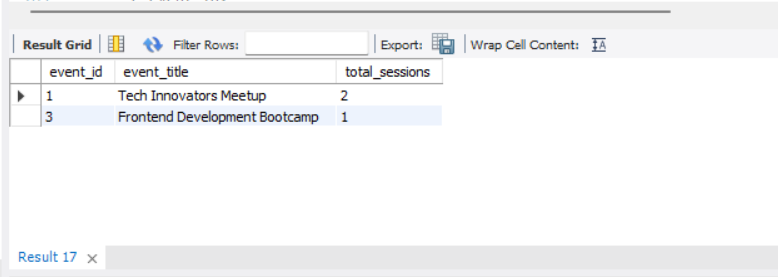 Result Grid Filter Rows: Export: Wrap Cell Content: IA
event_id event_title total_sessions
1 Tech Innovators Meetup 2
3 Frontend Development Bootcamp 1
Result 17 ×